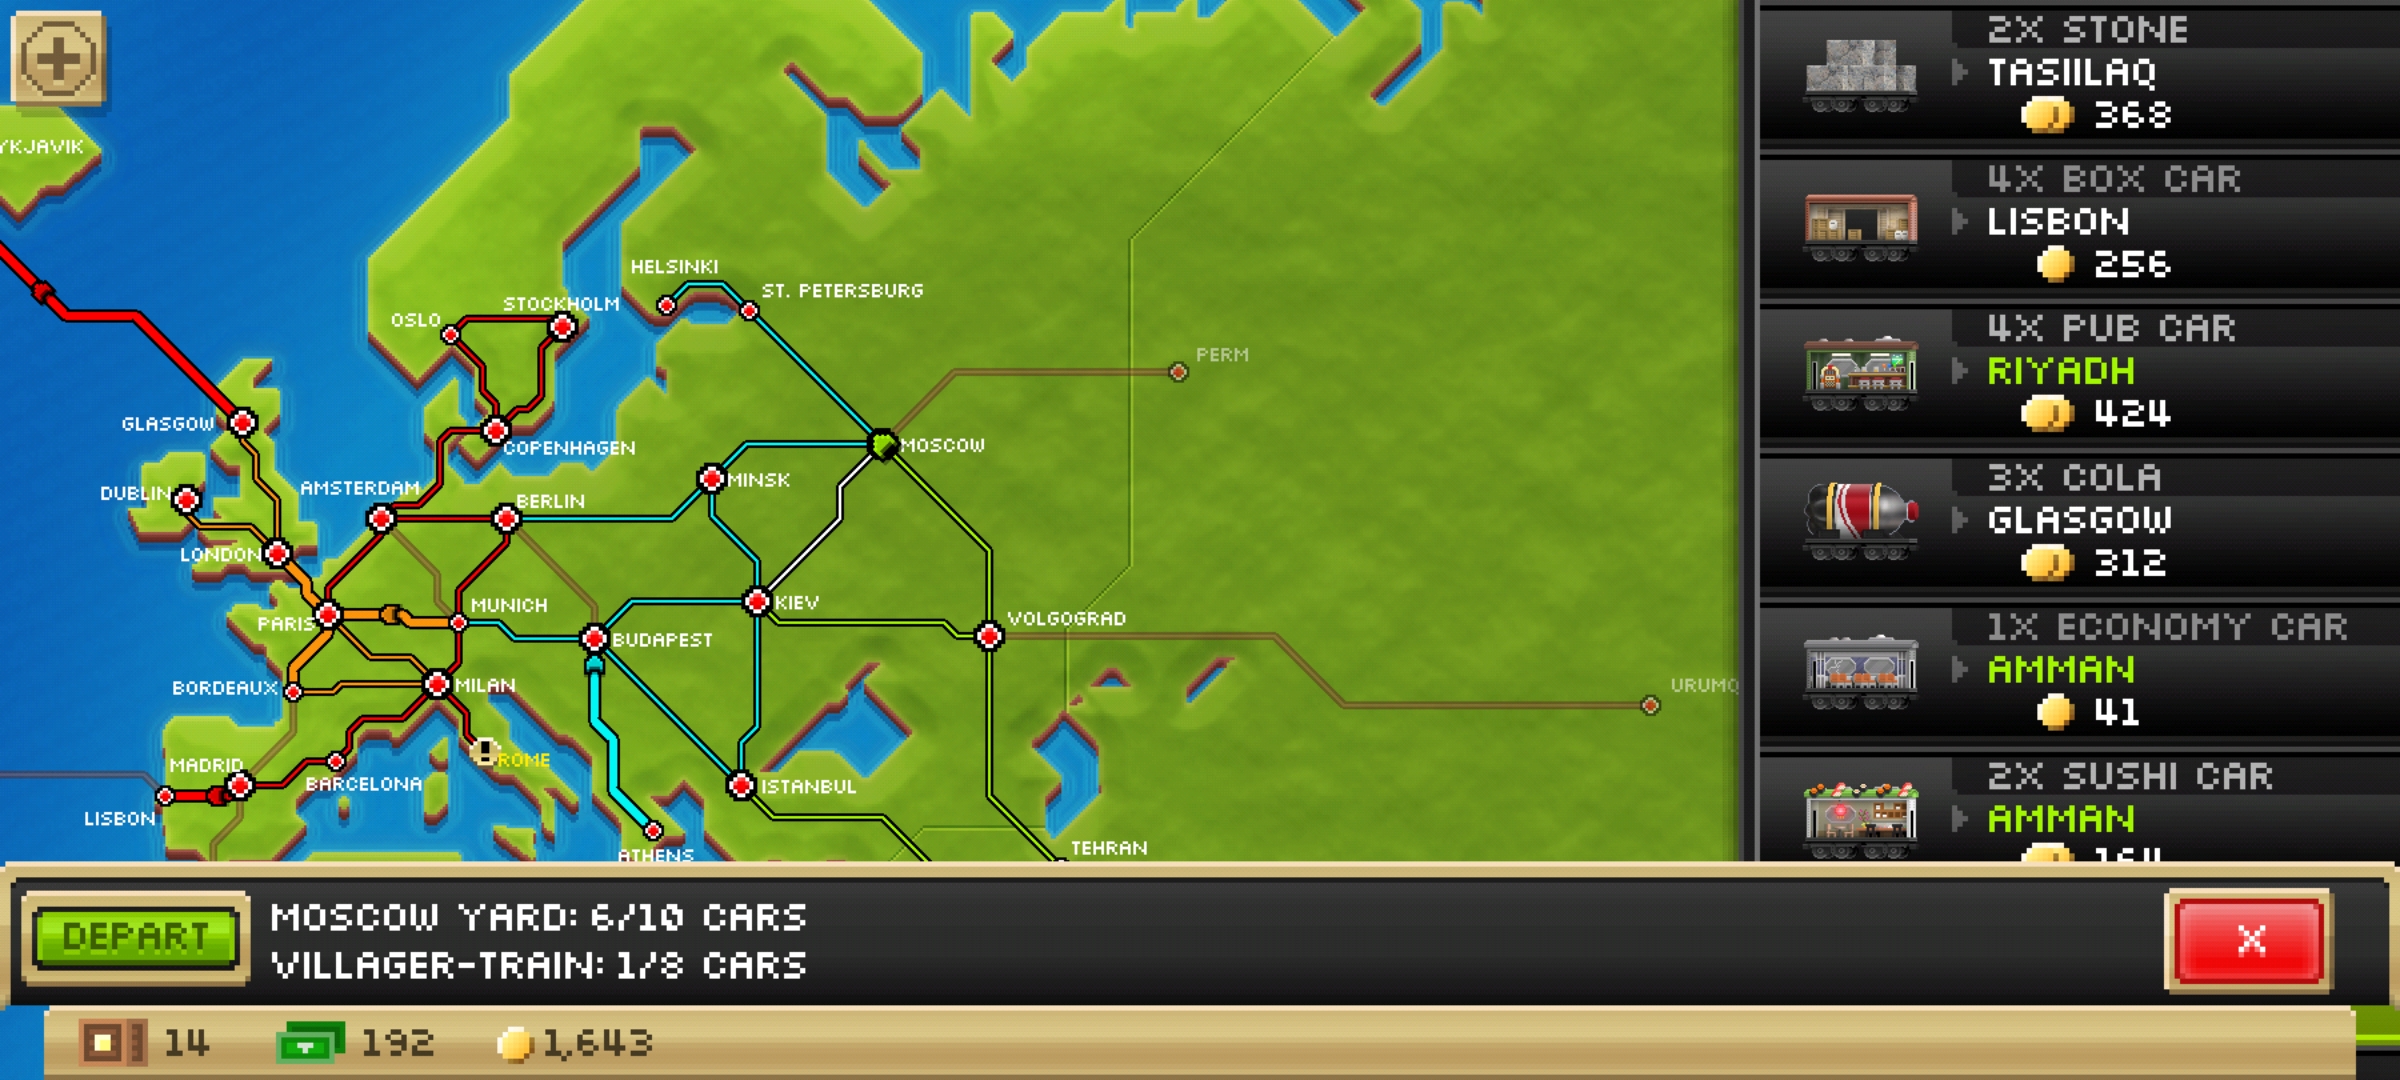 YKJAVIK
HELSINKI
ST. PETERSBURG
STOCKHOLM
OSLO
PERM
GLASGOW
COPENHAGEN
MOSCOW
MINSK
AMSTERDAM
DUBLIN
BERLIN
LONDON
MUNICH
KIEV
PARIS
VOLGOGRAD
BUDAPEST
BORDEAUX
MILAN
URUMQ
ROME
MADRID
BARCELONA
ISTANBUL
LISBON
ATHENS
TEHRAN
2X STONE
TASIILAQ
368
4X BOX CAR
LISBON
256
4X PUB CAR
RIYADH
424
3X COLA
GLASGOW
312
1X ECONOMY CAR
AMMAN
41
2X SUSHI CAR
AMMAN
164
DEPART
MOSCOW YARD: 6/10 CARS
VILLAGER-TRAIN: 1/8 CARS
X
14
192
1,643